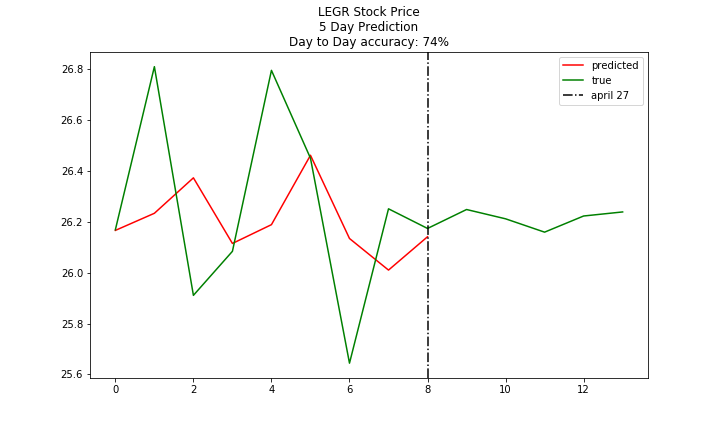 LEGR Stock Price
5 Day Prediction
Day to Day accuracy: 74%
26.8
26.6
26.4
26.2
26.0
25.8
25.6
0 2 4 6 8 10 12
predicted
true
april 27